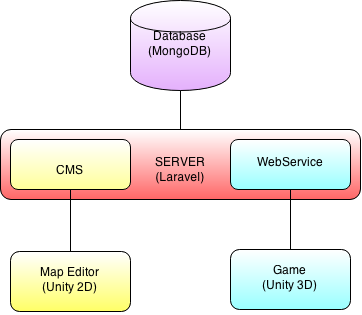 Database
(MongoDB)
CMS
SERVER
(Laravel)
WebService
Map Editor
(Unity 2D)
Game
(Unity 3D)